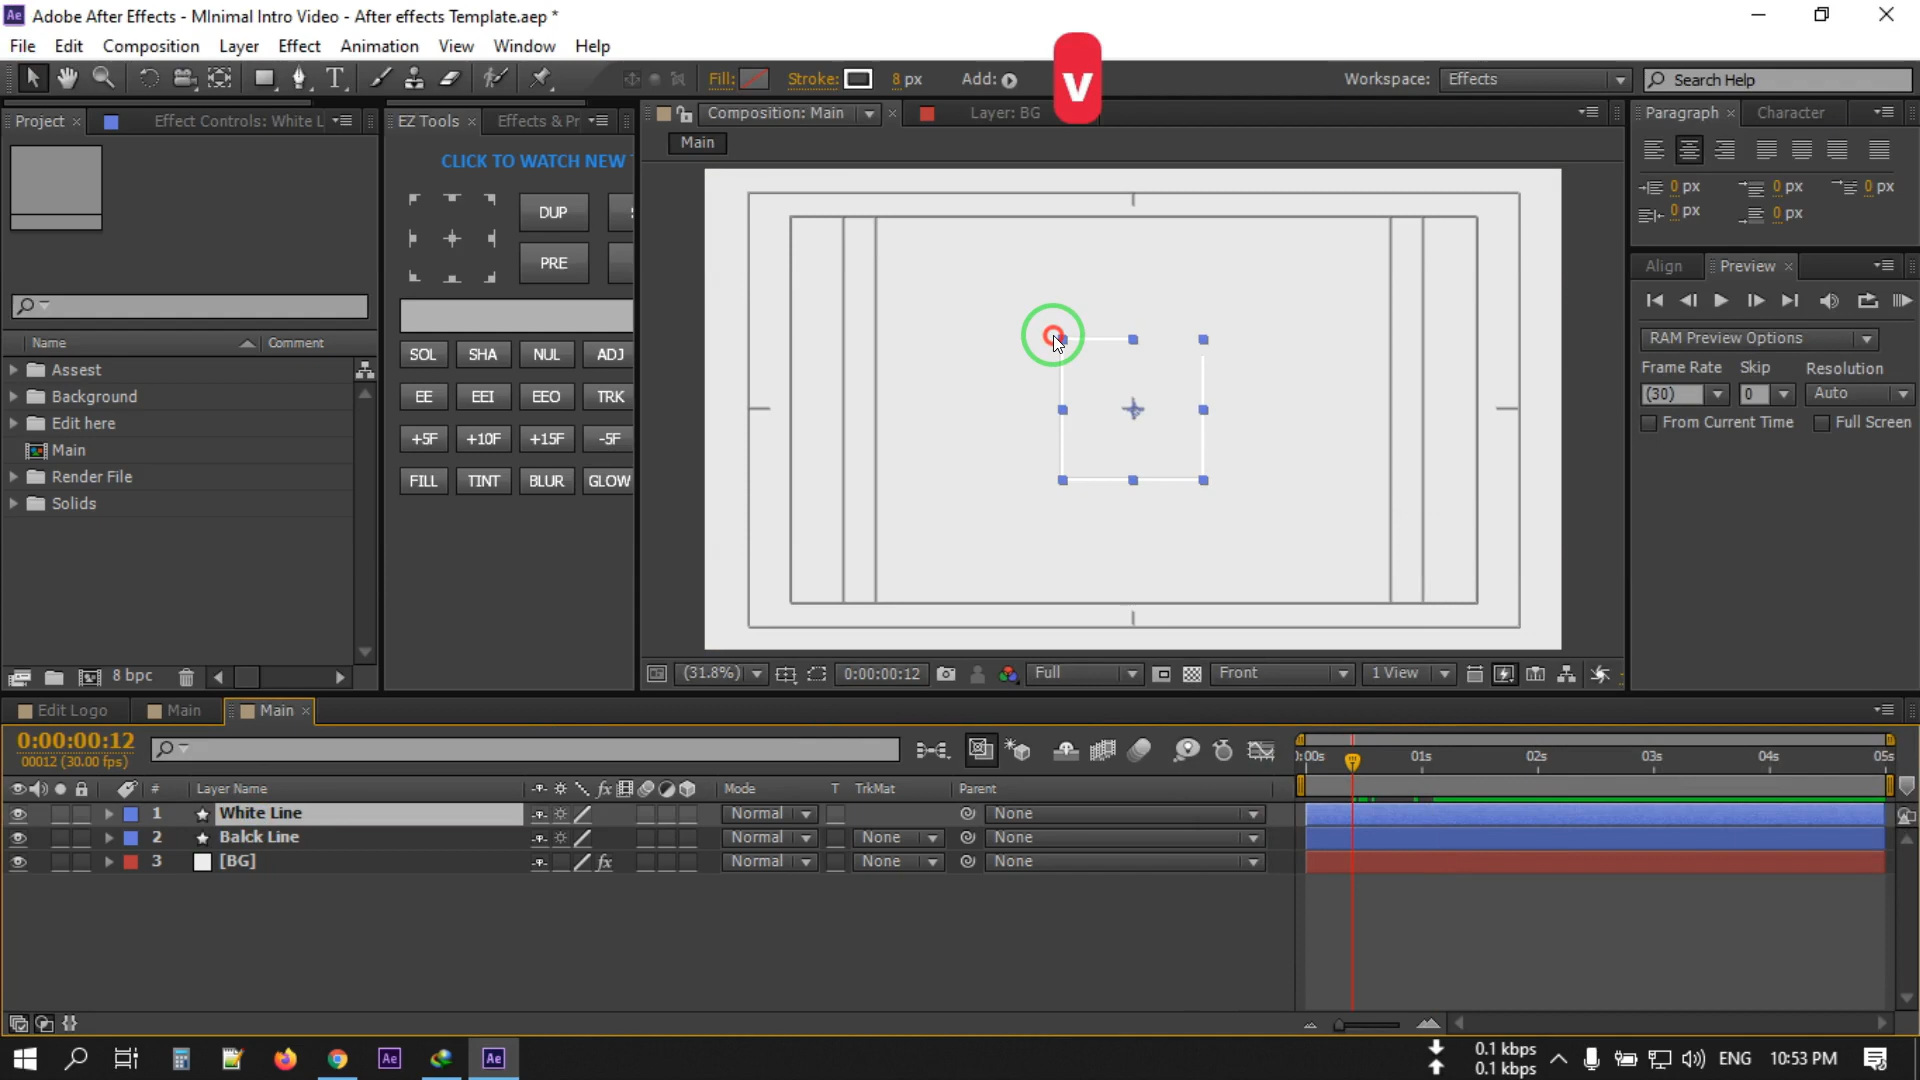 Adobe After Effects - MInimal Intro Video - After effects Template.aep *
File Edit Composition Layer Effect Animation View Window Help
Fill: Stroke: 8 px Add: V Workspace: Effects Search Help
Project Effect Controls: White L EZ Tools Effects & Pr Composition: Main Layer: BG Paragraph Character
Main
CLICK TO WATCH NEW
0 px 0 px 0 px
0 px 0 px
DUP
PRE
Align Preview
RAM Preview Options
Frame Rate Skip Resolution
(30) 0 Auto
From Current Time Full Screen
Name Comment
Assest
Background
Edit here
Main
Render File
Solids
SOL SHA NUL ADJ
EE EEI EEO TRK
+5F +10F +15F -5F
FILL TINT BLUR GLOW
8 bpc
(31.8%) 0:00:00:12 Full Front 1 View
Edit Logo Main Main
0:00:00:12
00012 (30.00 fps)
):00s 01s 02s 03s 04s 05s
# Layer Name fx Mode T TrkMat Parent
1 White Line Normal None
2 Balck Line Normal None None
3 [BG] fx Normal None None
Ae Ae
0.1 kbps
0.1 kbps
ENG 10:53 PM